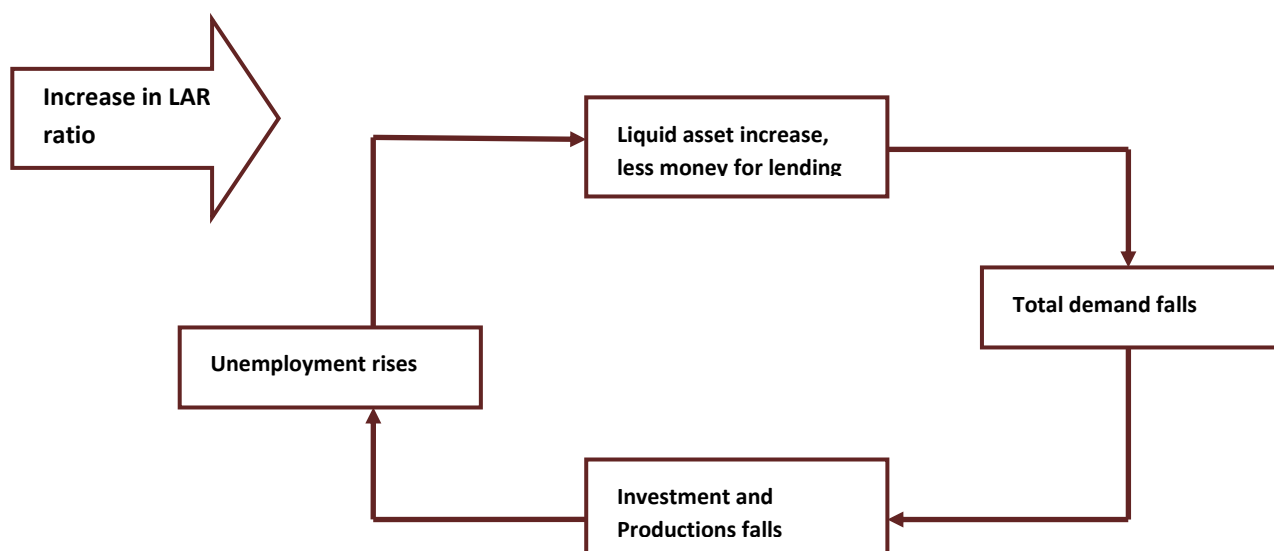 Increase in LAR
ratio
Liquid asset increase,
less money for lending
Total demand falls
Unemployment rises
Investment and
Productions falls